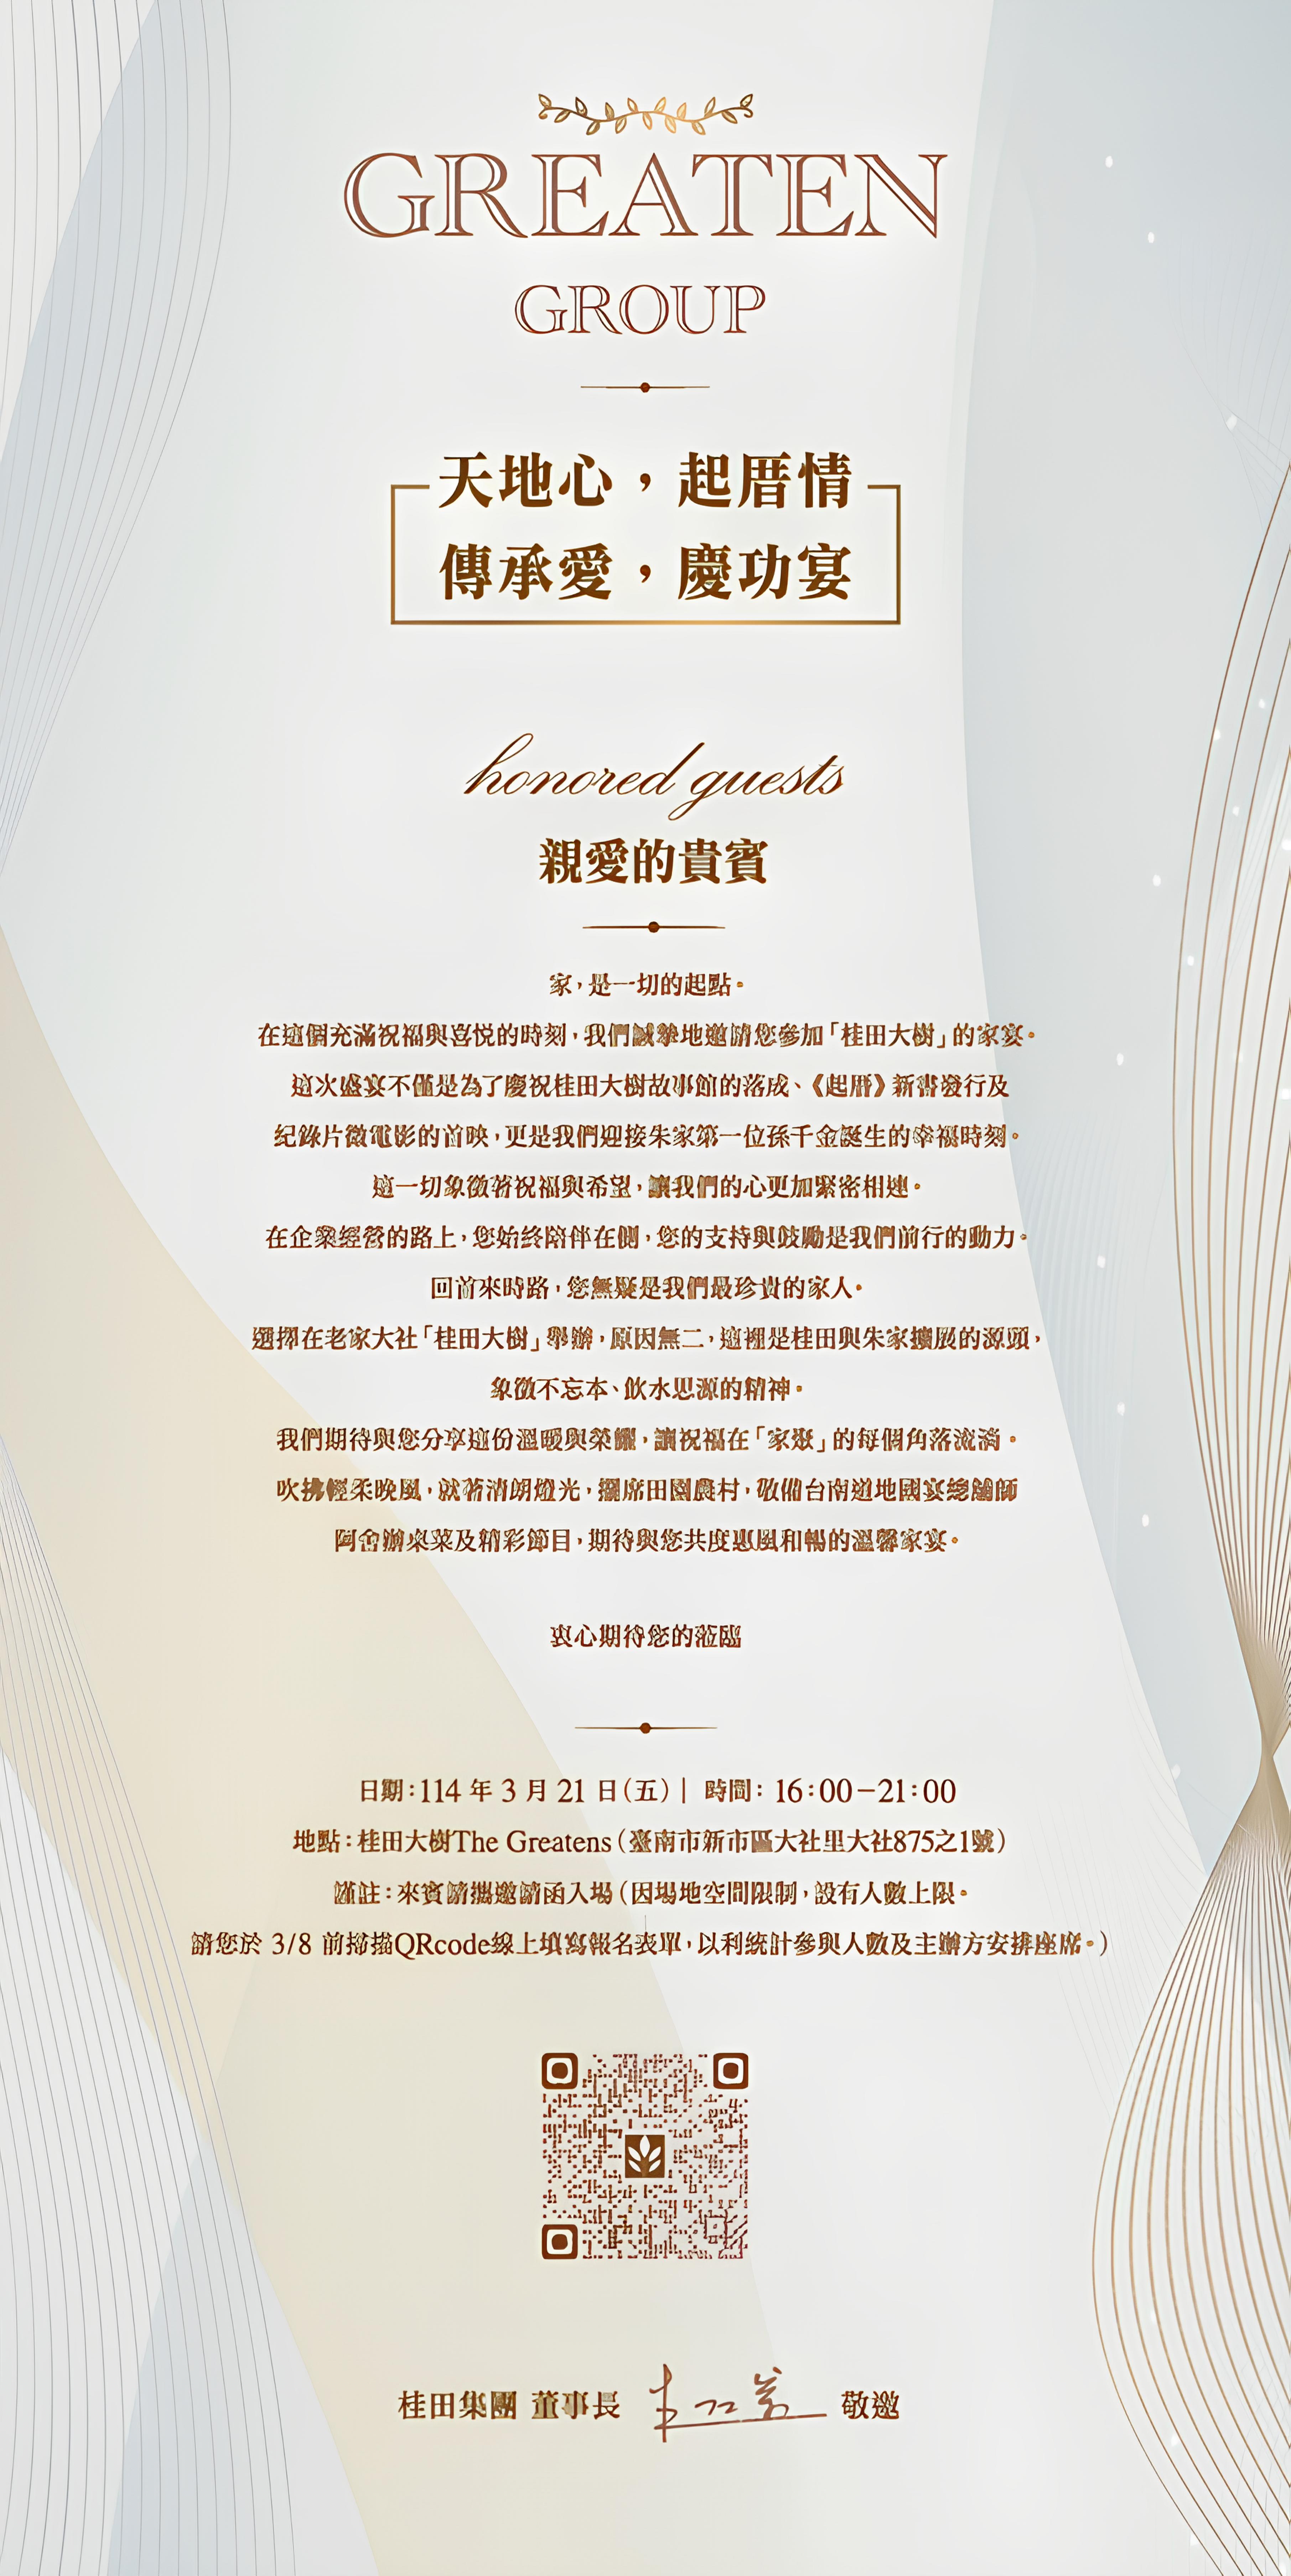 GREATEN
GROUP
天地心，起厝情
傳承愛，慶功宴
honored guests
親愛的貴賓
家，是一切的起點。
在這個充滿祝福與喜悅的時刻，我們誠摯地邀請您參加「桂田大樹」的家宴。
這次盛宴不僅是為了慶祝桂田大樹故事館的落成、《起厝》新書發行及
紀錄片微電影的首映，更是我們迎接朱家第一位孫千金誕生的幸福時刻。
這一切象徵著祝福與希望，讓我們的心更加緊密相連。
在企業經營的路上，您始終陪伴在側，您的支持與鼓勵是我們前行的動力。
回首來時路，您無疑是我們最珍貴的家人。
選擇在老家大社「桂田大樹」舉辦，原因無二，這裡是桂田與朱家擴展的源頭，
象徵不忘本、飲水思源的精神。
我們期待與您分享這份溫暖與榮耀，讓祝福在「家聚」的每個角落流淌。
吹拂輕柔晚風，就著清朗燈光，擺席田園農村，敬備台南道地國宴總舖師
阿舍辦桌菜及精彩節目，期待與您共度惠風和暢的溫馨家宴。
衷心期待您的蒞臨
日期：114 年 3 月 21 日（五）｜ 時間： 16：00－21：00
地點：桂田大樹The Greatens（臺南市新市區大社里大社875之1號）
謹註：來賓請攜邀請函入場（因場地空間限制，設有人數上限。
請您於 3/8 前掃描QRcode線上填寫報名表單，以利統計參與人數及主辦方安排座席。）
桂田集團 董事長 敬邀